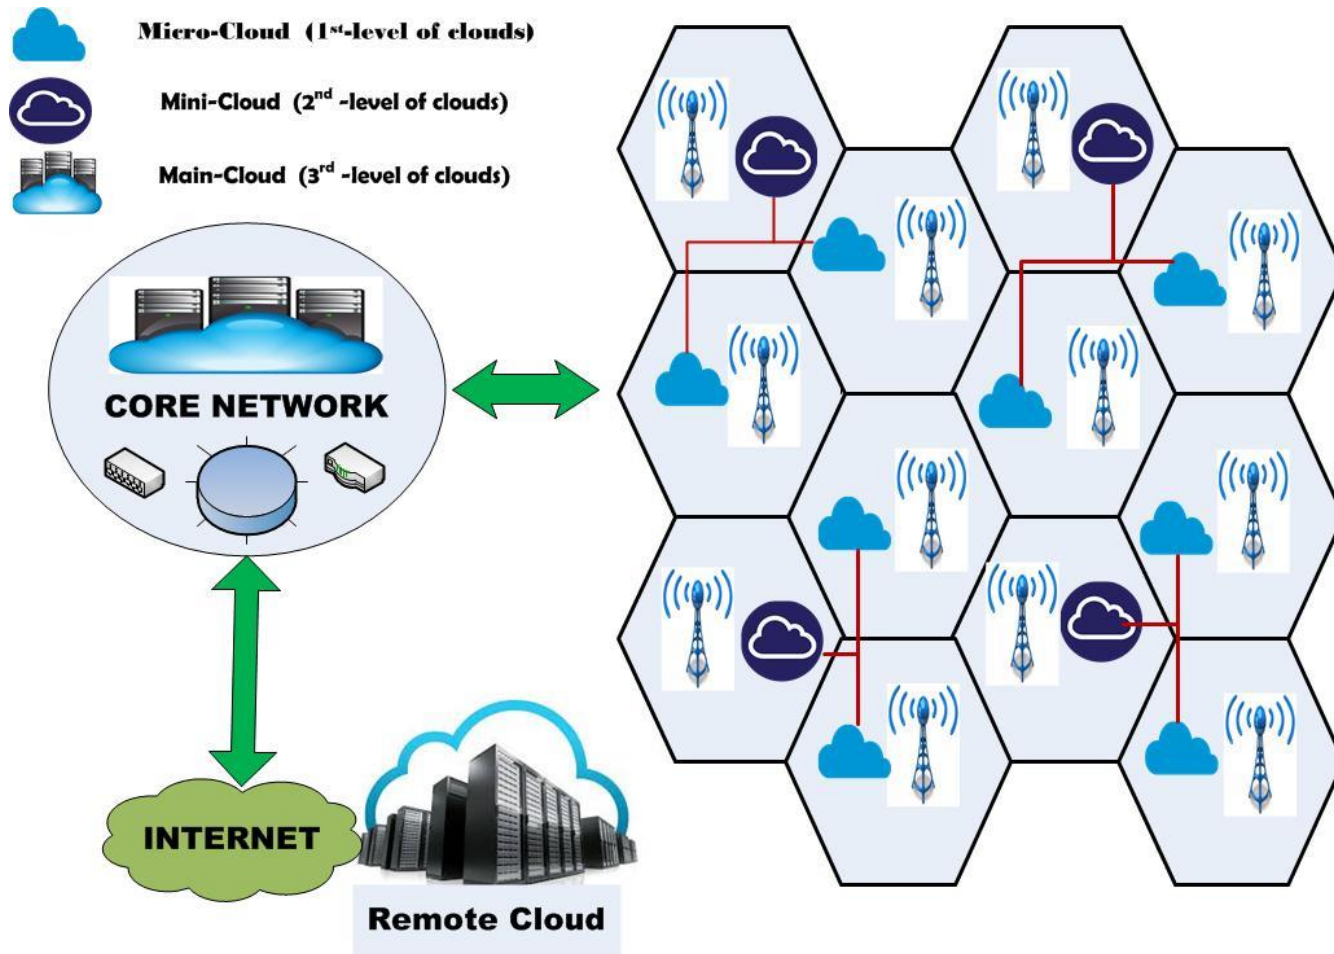 Micro-Cloud (1st-level of clouds)
Mini-Cloud (2nd -level of clouds)
Main-Cloud (3rd -level of clouds)
CORE NETWORK
INTERNET
Remote Cloud